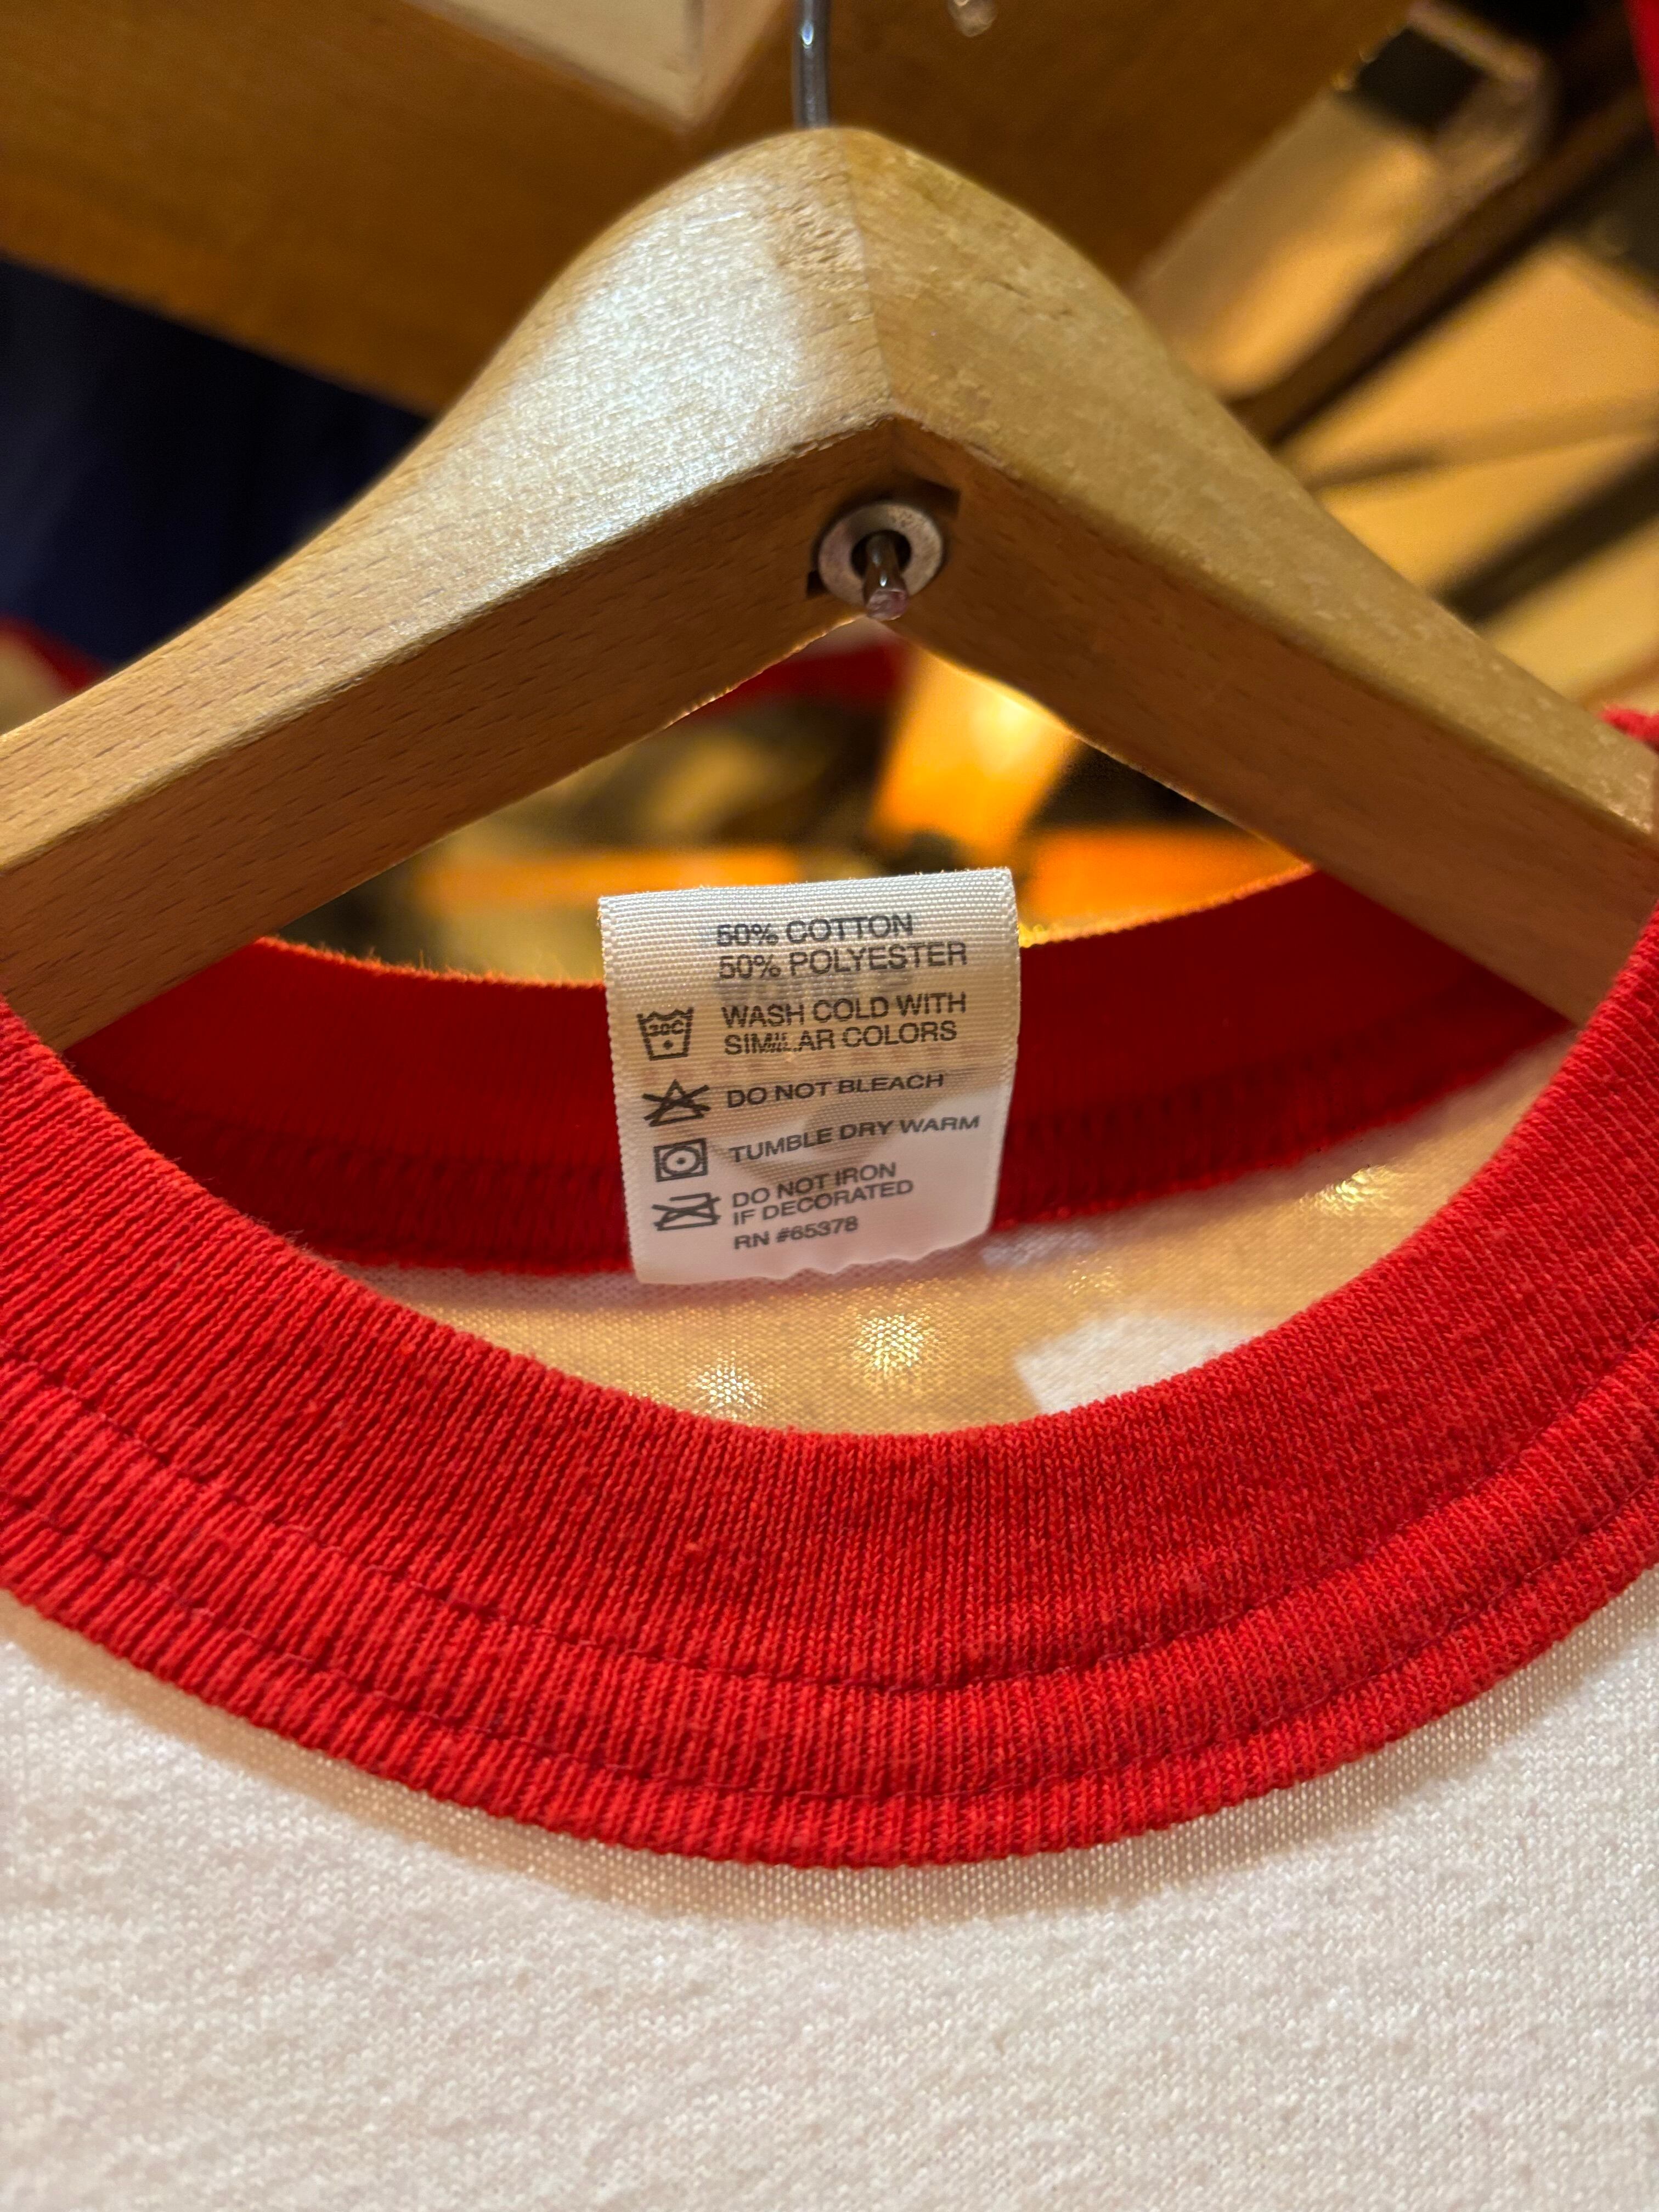 50% COTTON
50% POLYESTER
30C
WASH COLD WITH
SIMILAR COLORS
DO NOT BLEACH
TUMBLE DRY WARM
DO NOT IRON
IF DECORATED
RN #65378